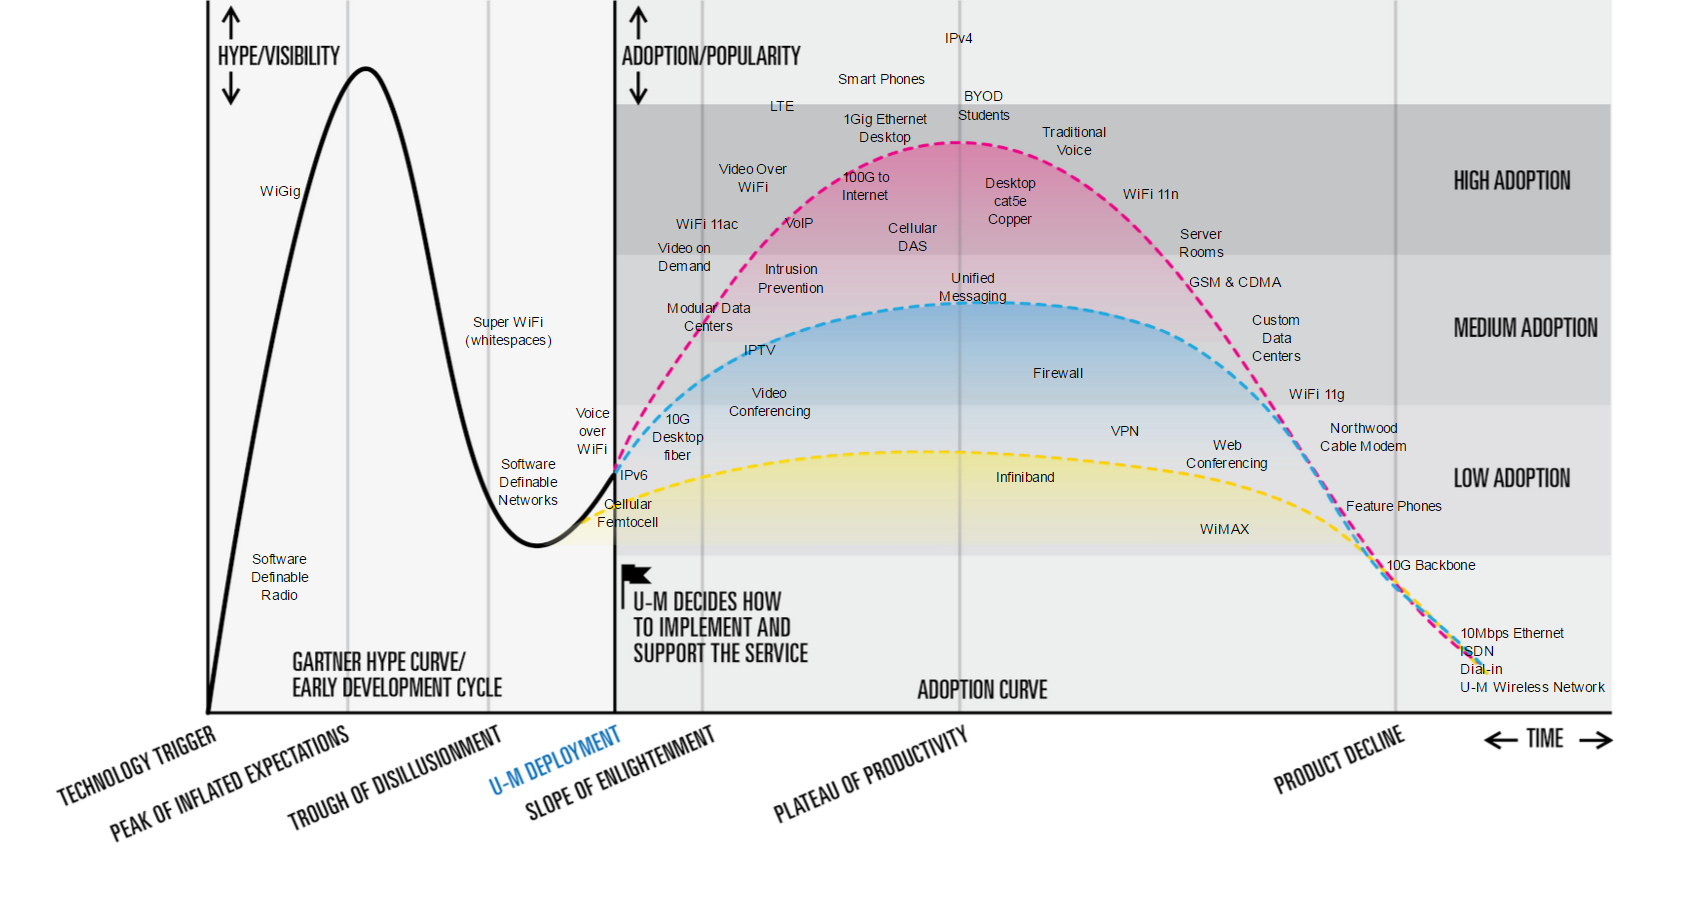 HYPE/VISIBILITY
ADOPTION/POPULARITY
IPv4
Smart Phones
LTE
BYOD
Students
1Gig Ethernet
Desktop
Traditional
Voice
Video Over
WiFi
100G to
Internet
Desktop
cat5e
Copper
WiFi 11n
HIGH ADOPTION
WiGig
WiFi 11ac
VoIP
Cellular
DAS
Server
Rooms
Video on
Demand
Intrusion
Prevention
Unified
Messaging
GSM & CDMA
Modular Data
Centers
Super WiFi
(whitespaces)
Custom
Data
Centers
MEDIUM ADOPTION
IPTV
Firewall
Video
Conferencing
WiFi 11g
Voice
over
WiFi
10G
Desktop
fiber
VPN
Northwood
Cable Modem
Web
Conferencing
Software
Definable
Networks
IPv6
Infiniband
LOW ADOPTION
Cellular
Femtocell
Feature Phones
WiMAX
Software
Definable
Radio
10G Backbone
U-M DECIDES HOW
TO IMPLEMENT AND
SUPPORT THE SERVICE
10Mbps Ethernet
ISDN
Dial-in
U-M Wireless Network
GARTNER HYPE CURVE/
EARLY DEVELOPMENT CYCLE
ADOPTION CURVE
TECHNOLOGY TRIGGER
PEAK OF INFLATED EXPECTATIONS
TROUGH OF DISILLUSIONMENT
U-M DEPLOYMENT
SLOPE OF ENLIGHTENMENT
PLATEAU OF PRODUCTIVITY
PRODUCT DECLINE
TIME